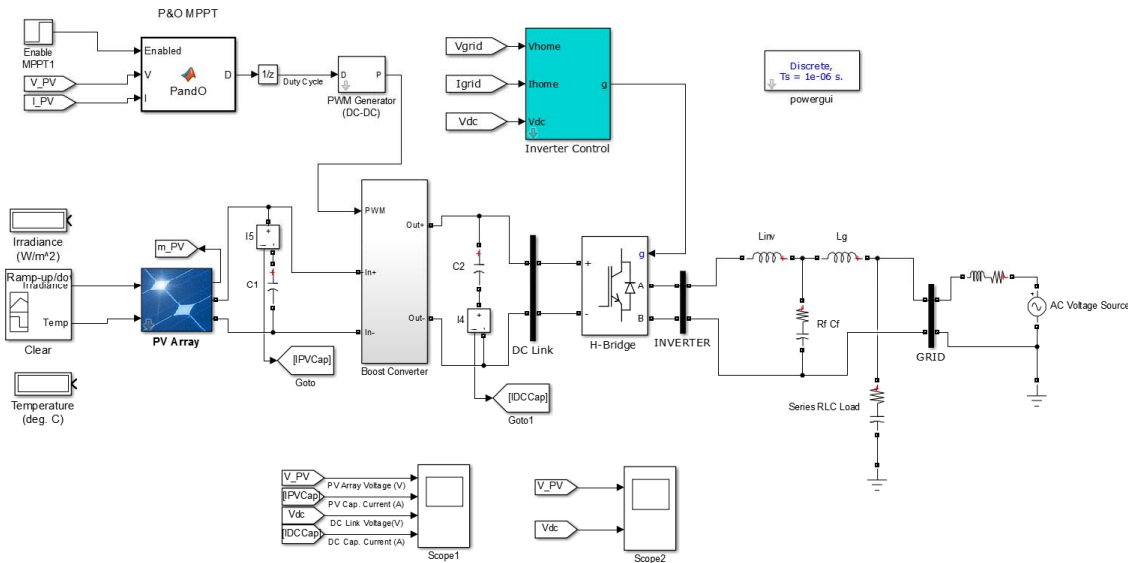 P&O MPPT
Enable
MPPT1
V_PV
I_PV
Enabled
V
I
D
PandO
1/z
Duty Cycle
D
P
PWM Generator
(DC-DC)
Vgrid
Igrid
Vdc
Vhome
Ihome
Vdc
g
Inverter Control
Discrete,
Ts = 1e-06 s.
powergui
Irradiance
(W/m^2)
Ramp-up/do
Irradiance
Temp
Clear
Temperature
(deg. C)
m_PV
PV Array
I5
+
-
C1
[IPVCap]
Goto
PWM
In+
In-
Out+
Out-
Boost Converter
C2
I4
+
-
[IDCCap]
Goto1
DC Link
+
-
g
A
B
H-Bridge
INVERTER
Linv
Lg
Rf Cf
Series RLC Load
GRID
+
AC Voltage Source
V_PV
PV Array Voltage (V)
[IPVCap]
PV Cap. Current (A)
Vdc
DC Link Voltage(V)
[IDCCap]
DC Cap. Current (A)
Scope1
V_PV
Vdc
Scope2